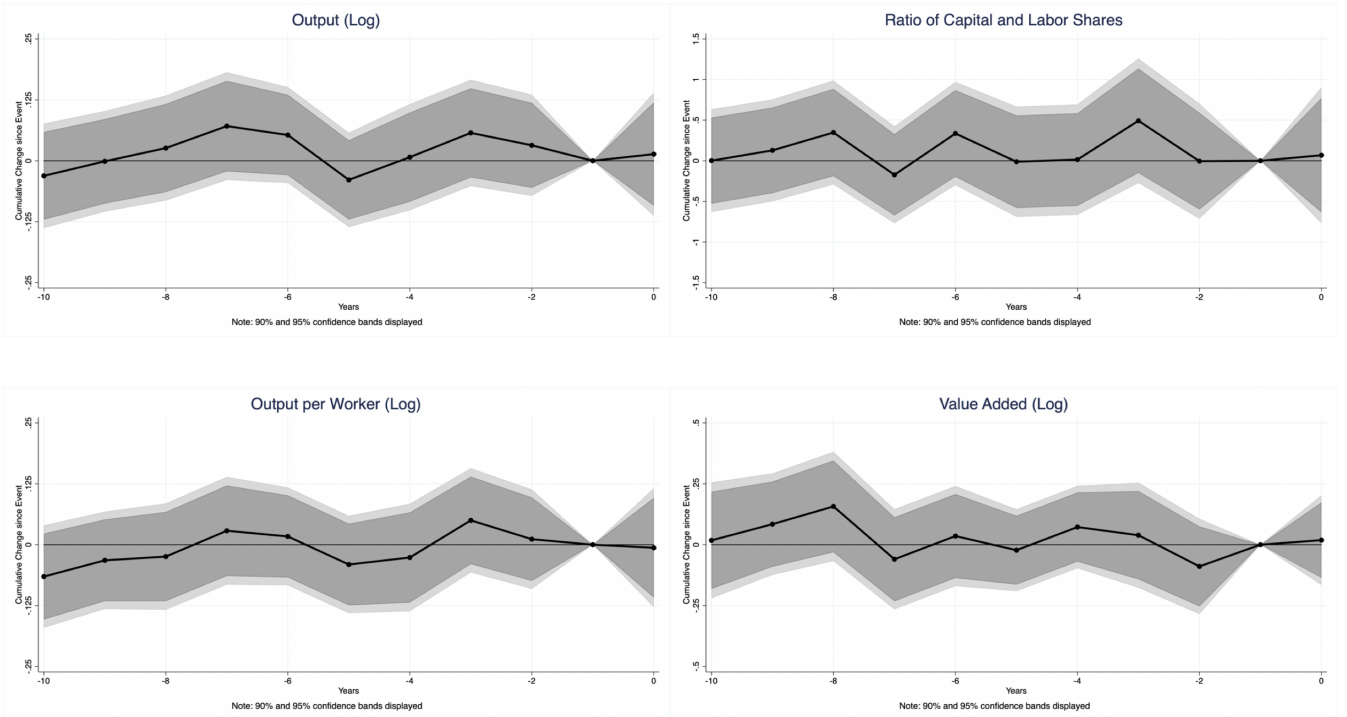 Output (Log)
Cumulative Change since Event
.25
.125
0
-.125
-.25
-10
-8
-6
-4
-2
0
Years
Note: 90% and 95% confidence bands displayed
Ratio of Capital and Labor Shares
Cumulative Change since Event
1.5
1
.5
0
-.5
-1
-1.5
-10
-8
-6
-4
-2
0
Years
Note: 90% and 95% confidence bands displayed
Output per Worker (Log)
Cumulative Change since Event
.25
.125
0
-.125
-.25
-10
-8
-6
-4
-2
0
Years
Note: 90% and 95% confidence bands displayed
Value Added (Log)
Cumulative Change since Event
.5
.25
0
-.25
-.5
-10
-8
-6
-4
-2
0
Years
Note: 90% and 95% confidence bands displayed